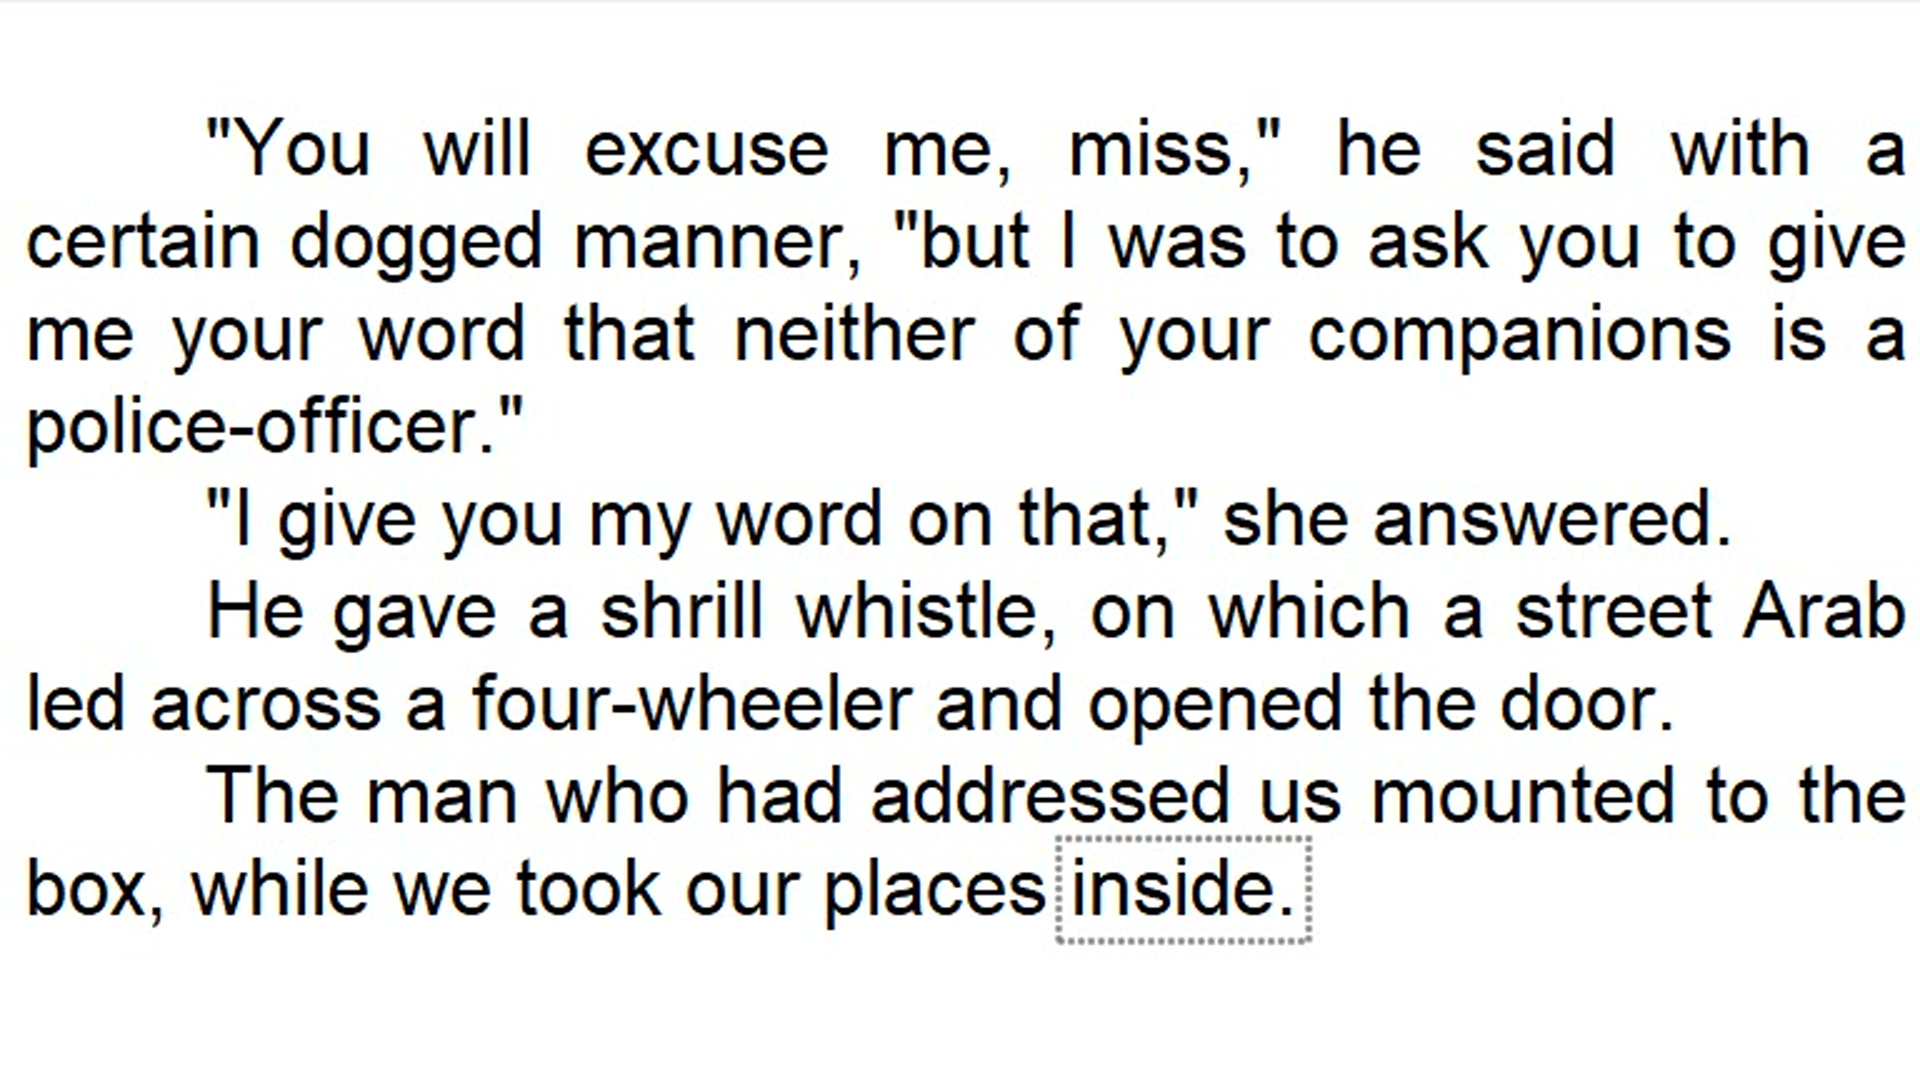 "You will excuse me, miss," he said with a
certain dogged manner, "but I was to ask you to give
me your word that neither of your companions is a
police-officer."
"I give you my word on that," she answered.
He gave a shrill whistle, on which a street Arab
led across a four-wheeler and opened the door.
The man who had addressed us mounted to the
box, while we took our places inside.